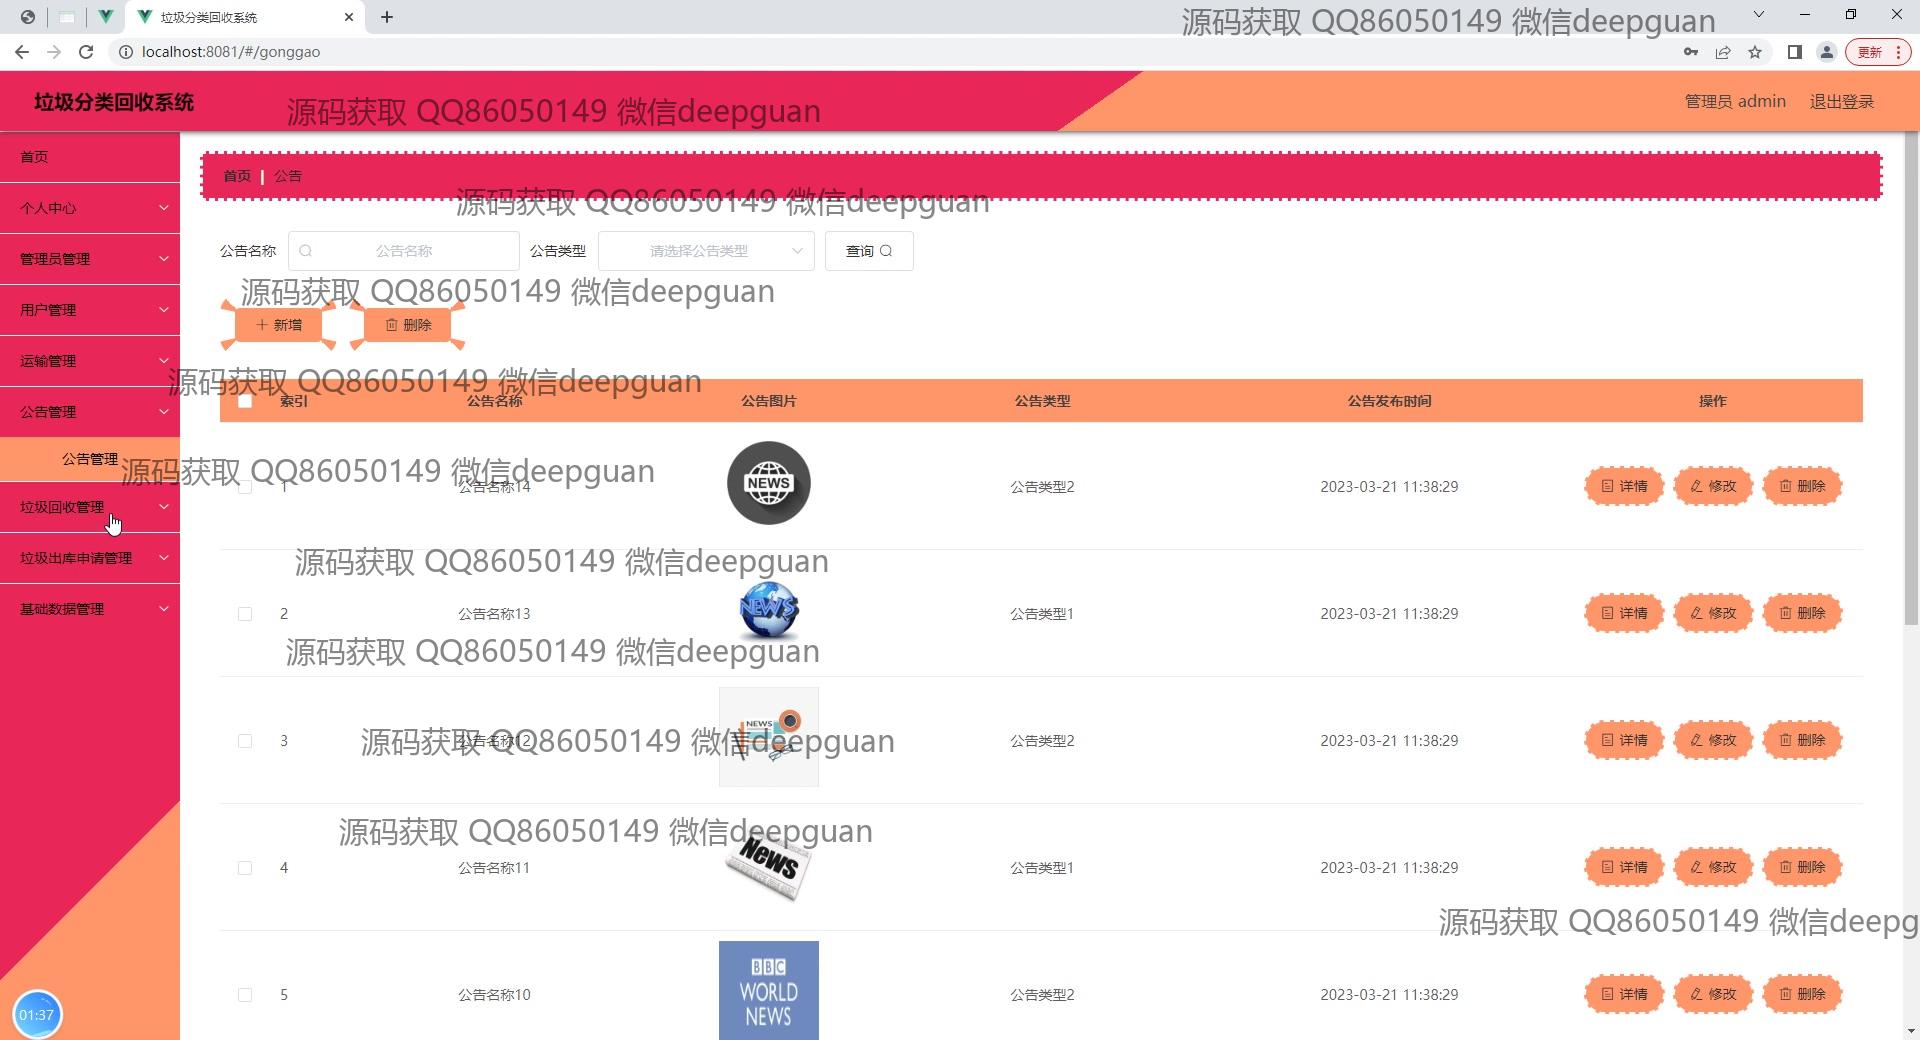 垃圾分类回收系统
源码获取 QQ86050149 微信deepguan
localhost:8081/#/gonggao
更新
垃圾分类回收系统
源码获取 QQ86050149 微信deepguan
管理员 admin
退出登录
首页
个人中心
管理员管理
用户管理
运输管理
公告管理
公告管理
垃圾回收管理
垃圾出库申请管理
基础数据管理
首页 | 公告
源码获取 QQ86050149 微信deepguan
公告名称 公告名称 公告类型 请选择公告类型 查询
源码获取 QQ86050149 微信deepguan
新增 删除
源码获取 QQ86050149 微信deepguan
索引 公告名称 公告图片 公告类型 公告发布时间 操作
源码获取 QQ86050149 微信deepguan
1 公告名称14 NEWS 公告类型2 2023-03-21 11:38:29 详情 修改 删除
源码获取 QQ86050149 微信deepguan
2 公告名称13 NEWS 公告类型1 2023-03-21 11:38:29 详情 修改 删除
源码获取 QQ86050149 微信deepguan
3 公告名称12 NEWS 公告类型2 2023-03-21 11:38:29 详情 修改 删除
源码获取 QQ86050149 微信deepguan
源码获取 QQ86050149 微信deepguan
4 公告名称11 News 公告类型1 2023-03-21 11:38:29 详情 修改 删除
源码获取 QQ86050149 微信deepg
5 公告名称10 BBC WORLD NEWS 公告类型2 2023-03-21 11:38:29 详情 修改 删除
01:37